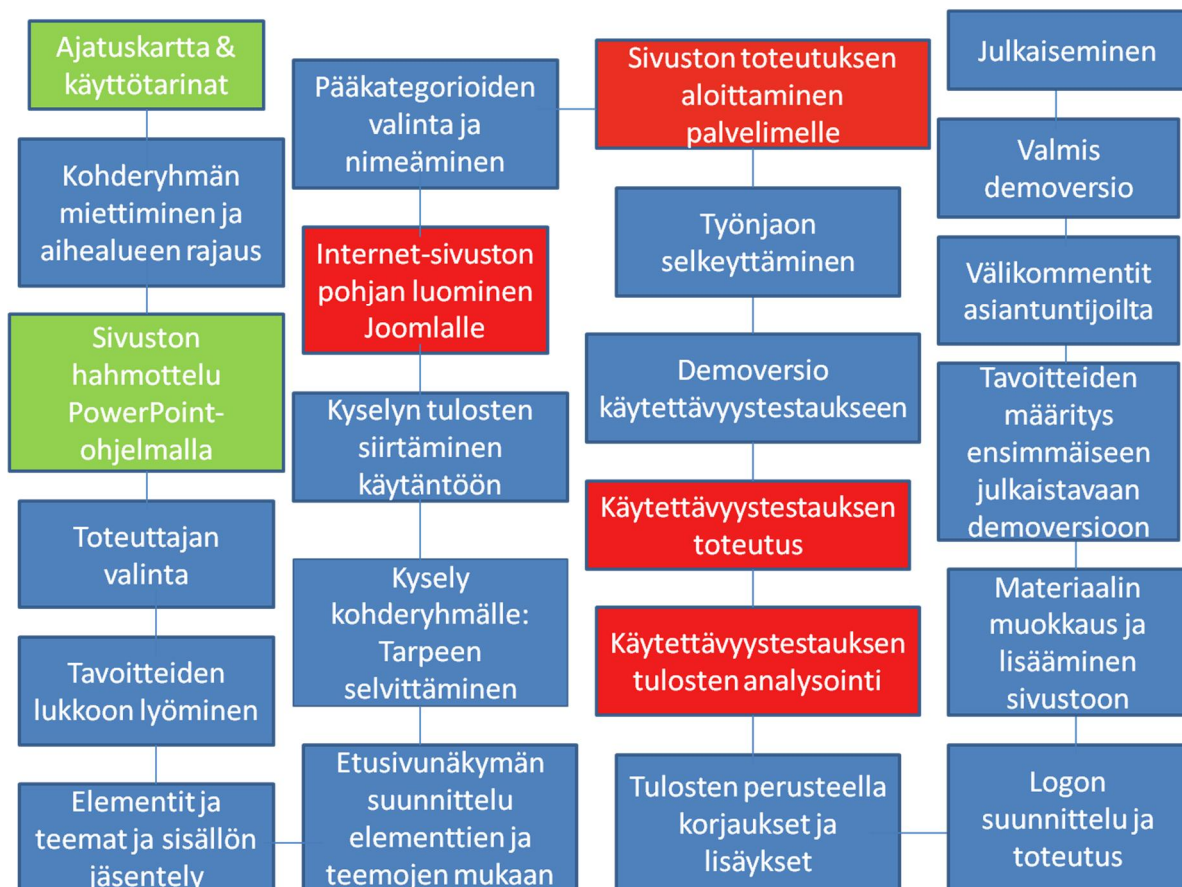 Ajatuskartta &
käyttötarinat
Kohderyhmän
miettiminen ja
aihealueen rajaus
Sivuston
hahmottelu
PowerPoint-
ohjelmalla
Toteuttajan
valinta
Tavoitteiden
lukkoon lyöminen
Elementit ja
teemat ja sisällön
jäsentely
Etusivunäkymän
suunnittelu
elementtien ja
teemojen mukaan
Kysely
kohderyhmälle:
Tarpeen
selvittäminen
Kyselyn tulosten
siirtäminen
käytäntöön
Internet-sivuston
pohjan luominen
Joomlalle
Pääkategorioiden
valinta ja
nimeäminen
Sivuston toteutuksen
aloittaminen
palvelimelle
Työnjaon
selkeyttäminen
Demoversio
käytettävyystestaukseen
Käytettävyystestauksen
toteutus
Käytettävyystestauksen
tulosten analysointi
Tulosten perusteella
korjaukset ja
lisäykset
Logon
suunnittelu ja
toteutus
Materiaalin
muokkaus ja
lisääminen
sivustoon
Tavoitteiden
määritys
ensimmäiseen
julkaistavaan
demoversioon
Välikommentit
asiantuntijoilta
Valmis
demoversio
Julkaiseminen